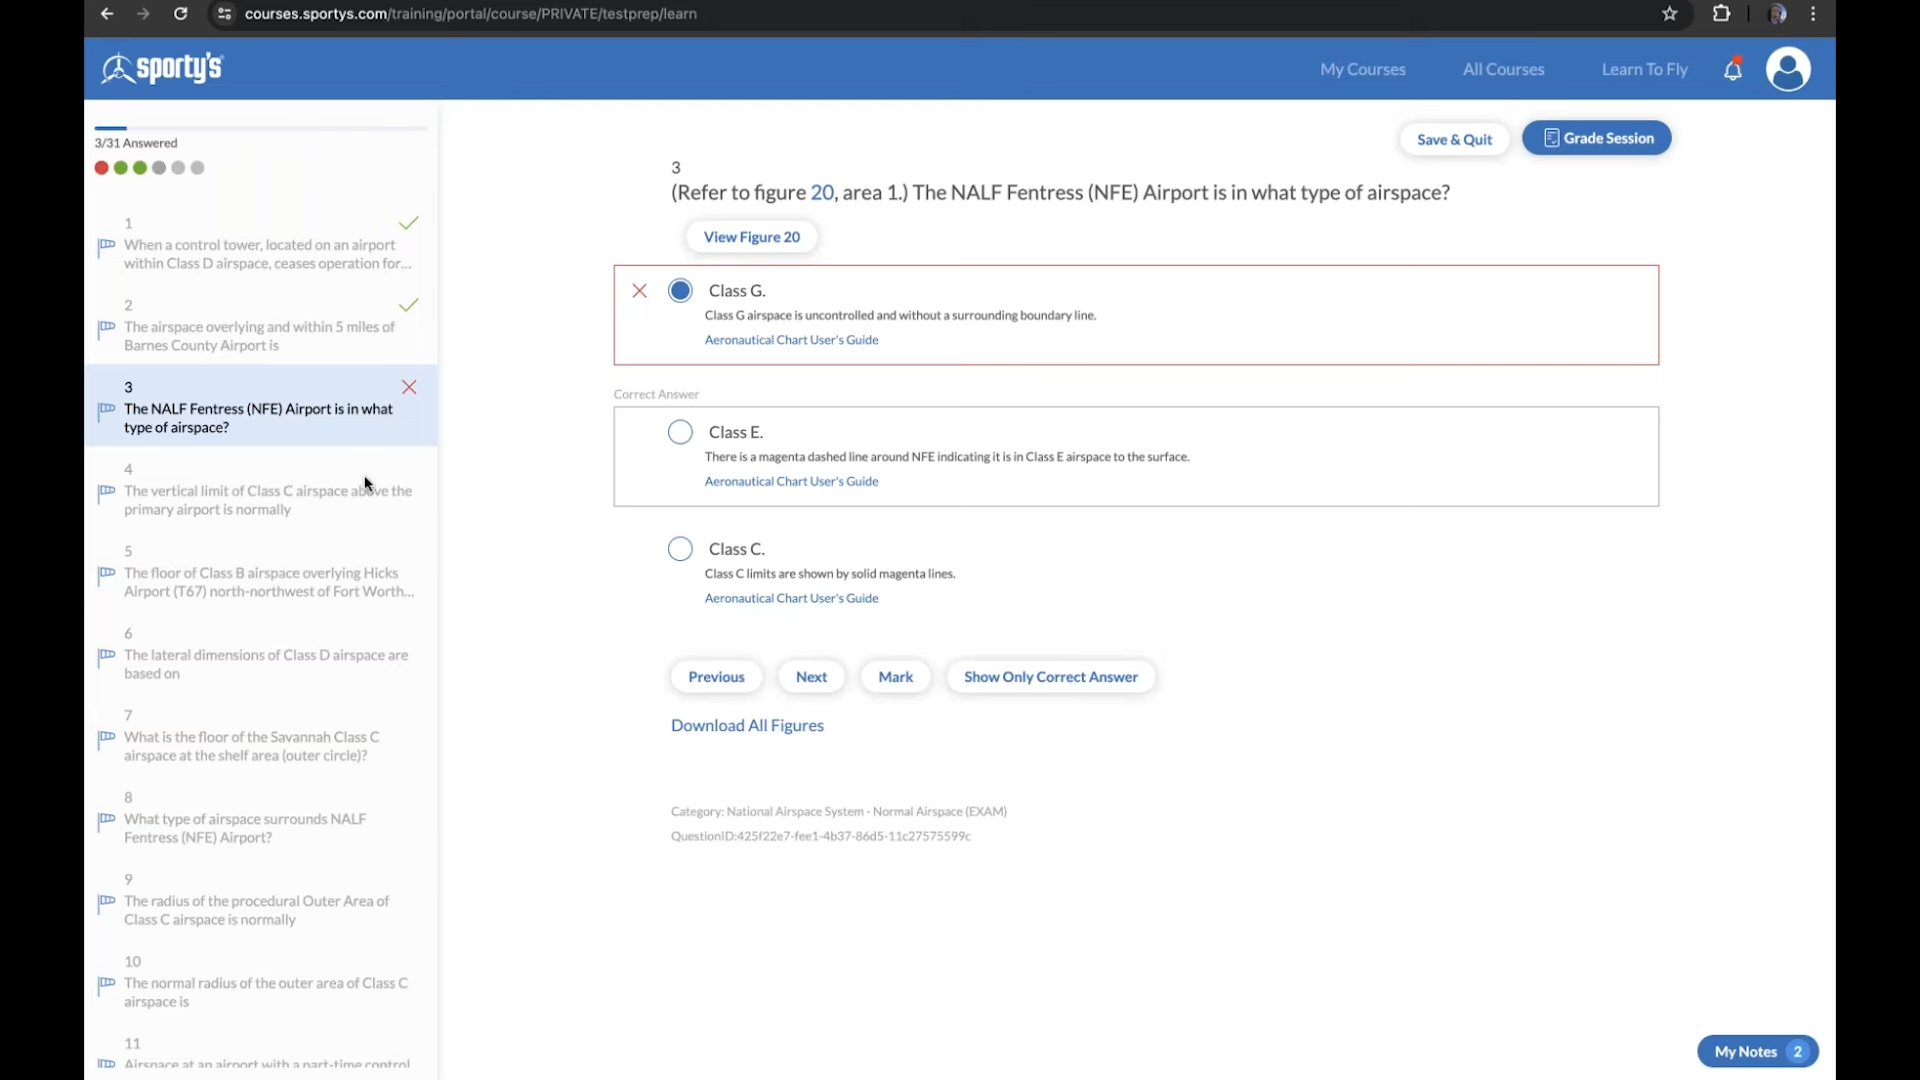 courses.sportys.com/training/portal/course/PRIVATE/testprep/learn
sporty's
My Courses
All Courses
Learn To Fly
3/31 Answered
1
When a control tower, located on an airport
within Class D airspace, ceases operation for...
2
The airspace overlying and within 5 miles of
Barnes County Airport is
3
The NALF Fentress (NFE) Airport is in what
type of airspace?
4
The vertical limit of Class C airspace above the
primary airport is normally
5
The floor of Class B airspace overlying Hicks
Airport (T67) north-northwest of Fort Worth...
6
The lateral dimensions of Class D airspace are
based on
7
What is the floor of the Savannah Class C
airspace at the shelf area (outer circle)?
8
What type of airspace surrounds NALF
Fentress (NFE) Airport?
9
The radius of the procedural Outer Area of
Class C airspace is normally
10
The normal radius of the outer area of Class C
airspace is
11
Airspace at an airport with a part-time control
Save & Quit
Grade Session
3
(Refer to figure 20, area 1.) The NALF Fentress (NFE) Airport is in what type of airspace?
View Figure 20
Class G.
Class G airspace is uncontrolled and without a surrounding boundary line.
Aeronautical Chart User's Guide
Correct Answer
Class E.
There is a magenta dashed line around NFE indicating it is in Class E airspace to the surface.
Aeronautical Chart User's Guide
Class C.
Class C limits are shown by solid magenta lines.
Aeronautical Chart User's Guide
Previous
Next
Mark
Show Only Correct Answer
Download All Figures
Category: National Airspace System - Normal Airspace (EXAM)
QuestionID:425f22e7-fee1-4b37-86d5-11c27575599c
My Notes 2